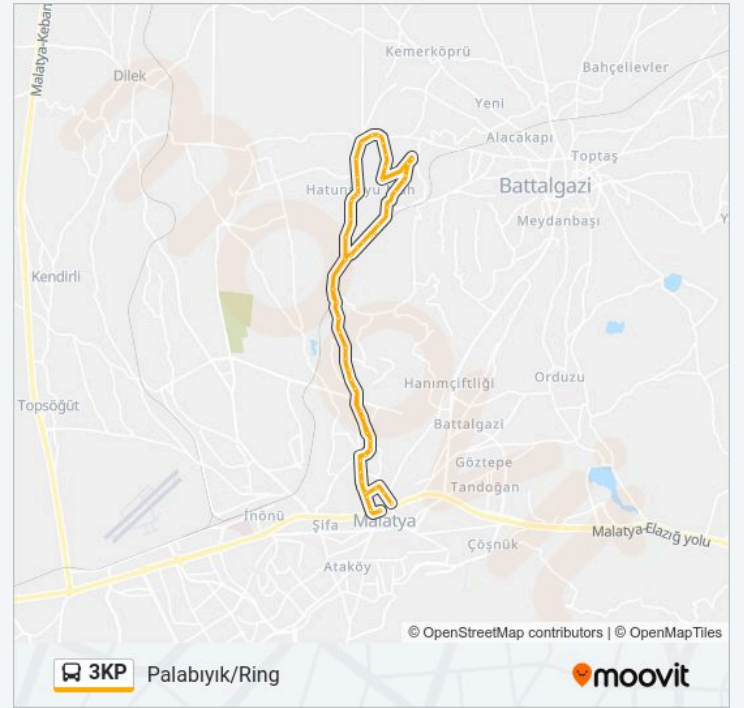 Malatya-Keban
Kemerköprü
Dilek
Bahçelievler
Yeni
Alacakapı
Toptaş
Battalgazi
Meydanbaşı
Kendirli
Hanımçiftliği
Orduzu
Topsöğüt
Battalgazi
Göztepe
Tandoğan
İnönü
Şifa
Malatya
Malatya-Elazığ yolu
Çöşnük
Ataköy
© OpenStreetMap contributors | © OpenMapTiles
3KP Palabıyık/Ring
moovit